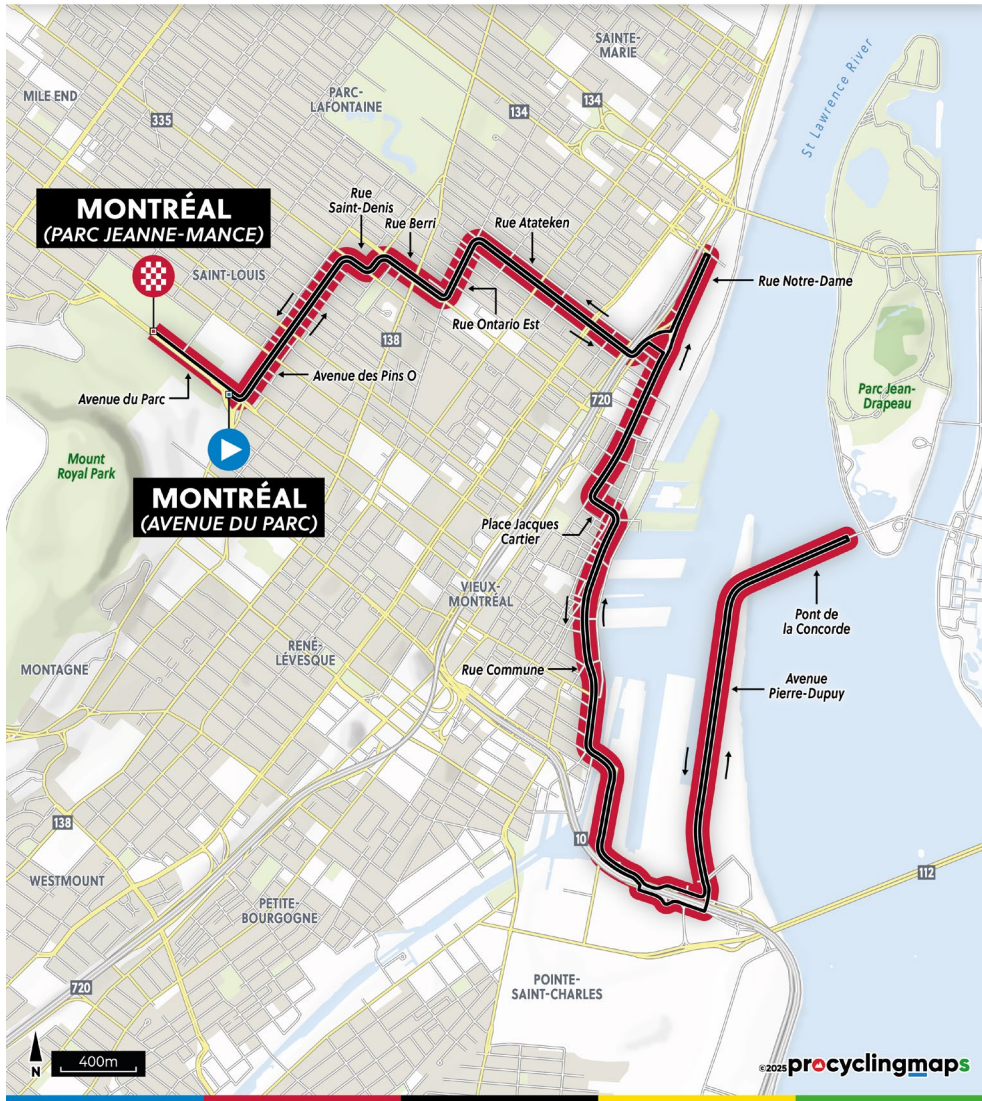 SAINTE-
MARIE
St Lawrence River
MILE END
PARC-
LAFONTAINE
134
134
335
Rue
Saint-Denis
MONTRÉAL
(PARC JEANNE-MANCE)
Rue Berri
Rue Atateken
SAINT-LOUIS
Rue Notre-Dame
Rue Ontario Est
138
Avenue des Pins O
Avenue du Parc
720
Parc Jean-
Drapeau
Mount
Royal Park
MONTRÉAL
(AVENUE DU PARC)
Place Jacques
Cartier
VIEUX-
MONTRÉAL
Pont de
la Concorde
RENÉ-
LÉVESQUE
MONTAGNE
Rue Commune
Avenue
Pierre-Dupuy
138
10
112
WESTMOUNT
PETITE-
BOURGOGNE
POINTE-
SAINT-CHARLES
720
N
400m
©2025 procyclingmaps